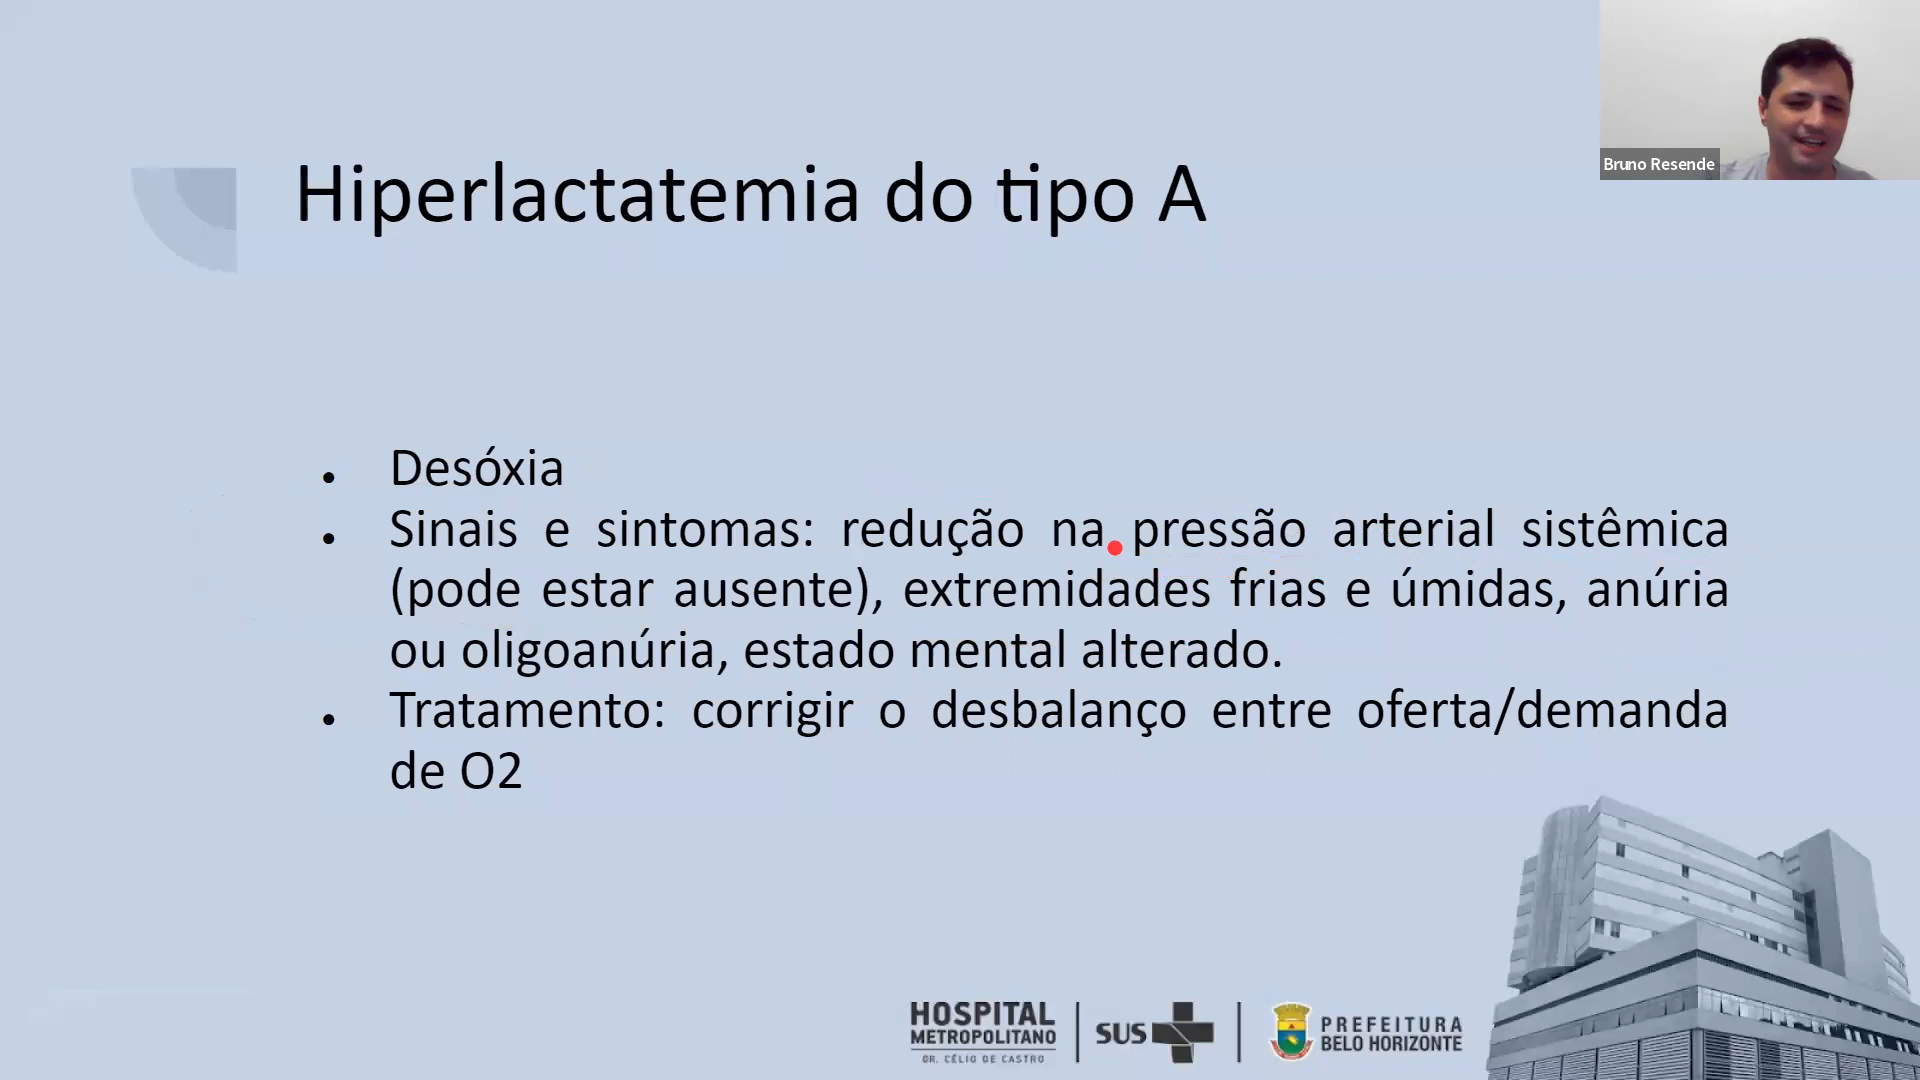 Bruno Resende
Hiperlactatemia do tipo A
• Desóxia
• Sinais e sintomas: redução na pressão arterial sistêmica
(pode estar ausente), extremidades frias e úmidas, anúria
ou oligoanúria, estado mental alterado.
• Tratamento: corrigir o desbalanço entre oferta/demanda
de O2
HOSPITAL
METROPOLITANO
DR. CÉLIO DE CASTRO
SUS
PREFEITURA
BELO HORIZONTE